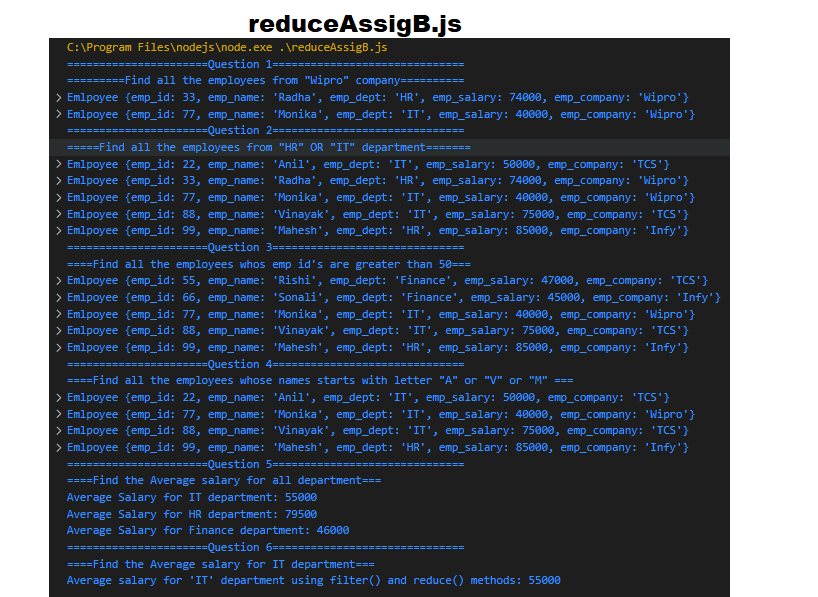 reduceAssigB.js
C:\Program Files\nodejs\node.exe .\reduceAssigB.js
======================Question 1==============================
=========Find all the employees from "Wipro" company==========
> Emlpoyee {emp_id: 33, emp_name: 'Radha', emp_dept: 'HR', emp_salary: 74000, emp_company: 'Wipro'}
> Emlpoyee {emp_id: 77, emp_name: 'Monika', emp_dept: 'IT', emp_salary: 40000, emp_company: 'Wipro'}
======================Question 2==============================
=====Find all the employees from "HR" OR "IT" department=======
> Emlpoyee {emp_id: 22, emp_name: 'Anil', emp_dept: 'IT', emp_salary: 50000, emp_company: 'TCS'}
> Emlpoyee {emp_id: 33, emp_name: 'Radha', emp_dept: 'HR', emp_salary: 74000, emp_company: 'Wipro'}
> Emlpoyee {emp_id: 77, emp_name: 'Monika', emp_dept: 'IT', emp_salary: 40000, emp_company: 'Wipro'}
> Emlpoyee {emp_id: 88, emp_name: 'Vinayak', emp_dept: 'IT', emp_salary: 75000, emp_company: 'TCS'}
> Emlpoyee {emp_id: 99, emp_name: 'Mahesh', emp_dept: 'HR', emp_salary: 85000, emp_company: 'Infy'}
======================Question 3==============================
====Find all the employees whos emp id's are greater than 50===
> Emlpoyee {emp_id: 55, emp_name: 'Rishi', emp_dept: 'Finance', emp_salary: 47000, emp_company: 'TCS'}
> Emlpoyee {emp_id: 66, emp_name: 'Sonali', emp_dept: 'Finance', emp_salary: 45000, emp_company: 'Infy'}
> Emlpoyee {emp_id: 77, emp_name: 'Monika', emp_dept: 'IT', emp_salary: 40000, emp_company: 'Wipro'}
> Emlpoyee {emp_id: 88, emp_name: 'Vinayak', emp_dept: 'IT', emp_salary: 75000, emp_company: 'TCS'}
> Emlpoyee {emp_id: 99, emp_name: 'Mahesh', emp_dept: 'HR', emp_salary: 85000, emp_company: 'Infy'}
======================Question 4==============================
====Find all the employees whose names starts with letter "A" or "V" or "M" ===
> Emlpoyee {emp_id: 22, emp_name: 'Anil', emp_dept: 'IT', emp_salary: 50000, emp_company: 'TCS'}
> Emlpoyee {emp_id: 77, emp_name: 'Monika', emp_dept: 'IT', emp_salary: 40000, emp_company: 'Wipro'}
> Emlpoyee {emp_id: 88, emp_name: 'Vinayak', emp_dept: 'IT', emp_salary: 75000, emp_company: 'TCS'}
> Emlpoyee {emp_id: 99, emp_name: 'Mahesh', emp_dept: 'HR', emp_salary: 85000, emp_company: 'Infy'}
======================Question 5==============================
====Find the Average salary for all department===
Average Salary for IT department: 55000
Average Salary for HR department: 79500
Average Salary for Finance department: 46000
======================Question 6==============================
====Find the Average salary for IT department===
Average salary for 'IT' department using filter() and reduce() methods: 55000